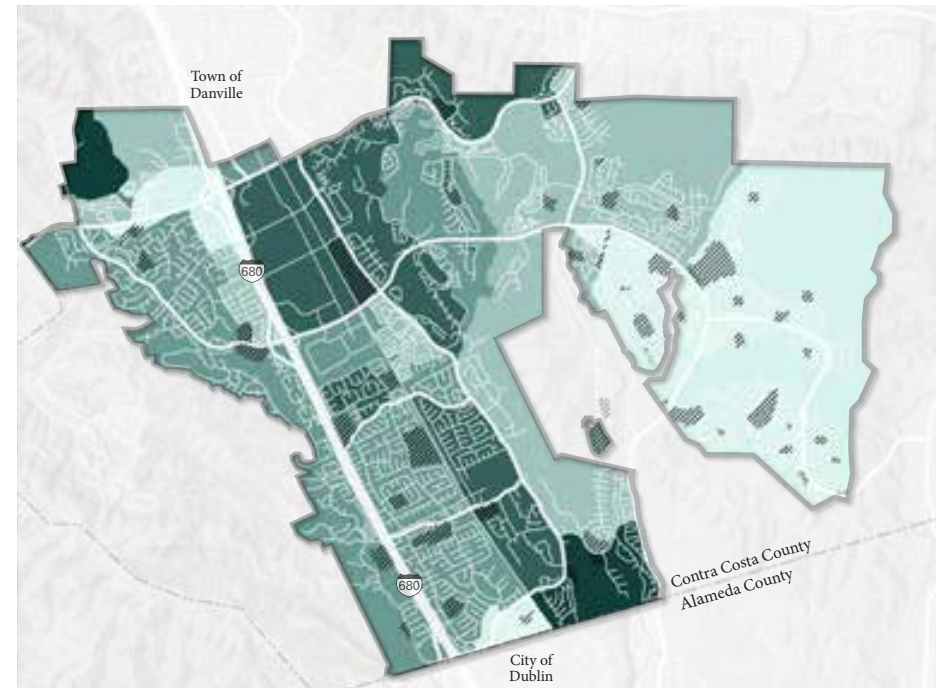 Town of
Danville
680
680
Contra Costa County
Alameda County
City of
Dublin